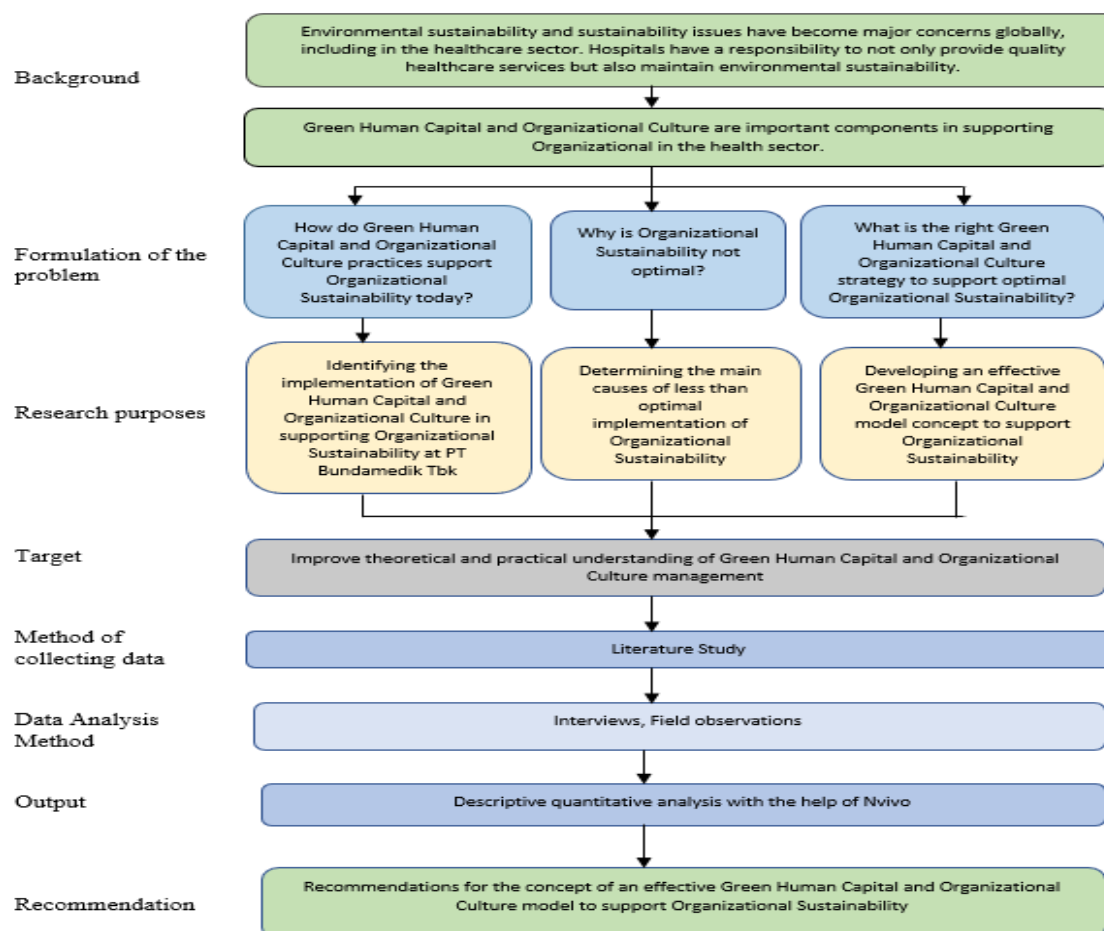 Environmental sustainability and sustainability issues have become major concerns globally,
including in the healthcare sector. Hospitals have a responsibility to not only provide quality
healthcare services but also maintain environmental sustainability.
Background
Green Human Capital and Organizational Culture are important components in supporting
Organizational in the health sector.
Formulation of the
problem
How do Green Human
Capital and Organizational
Culture practices support
Organizational
Sustainability today?
Why is Organizational
Sustainability not
optimal?
What is the right Green
Human Capital and
Organizational Culture
strategy to support optimal
Organizational Sustainability?
Research purposes
Identifying the
implementation of Green
Human Capital and
Organizational Culture in
supporting Organizational
Sustainability at PT
Bundamedik Tbk
Determining the main
causes of less than
optimal
implementation of
Organizational
Sustainability
Developing an effective
Green Human Capital and
Organizational Culture
model concept to support
Organizational
Sustainability
Target
Improve theoretical and practical understanding of Green Human Capital and Organizational
Culture management
Method of
collecting data
Literature Study
Data Analysis
Method
Interviews, Field observations
Output
Descriptive quantitative analysis with the help of Nvivo
Recommendation
Recommendations for the concept of an effective Green Human Capital and Organizational
Culture model to support Organizational Sustainability